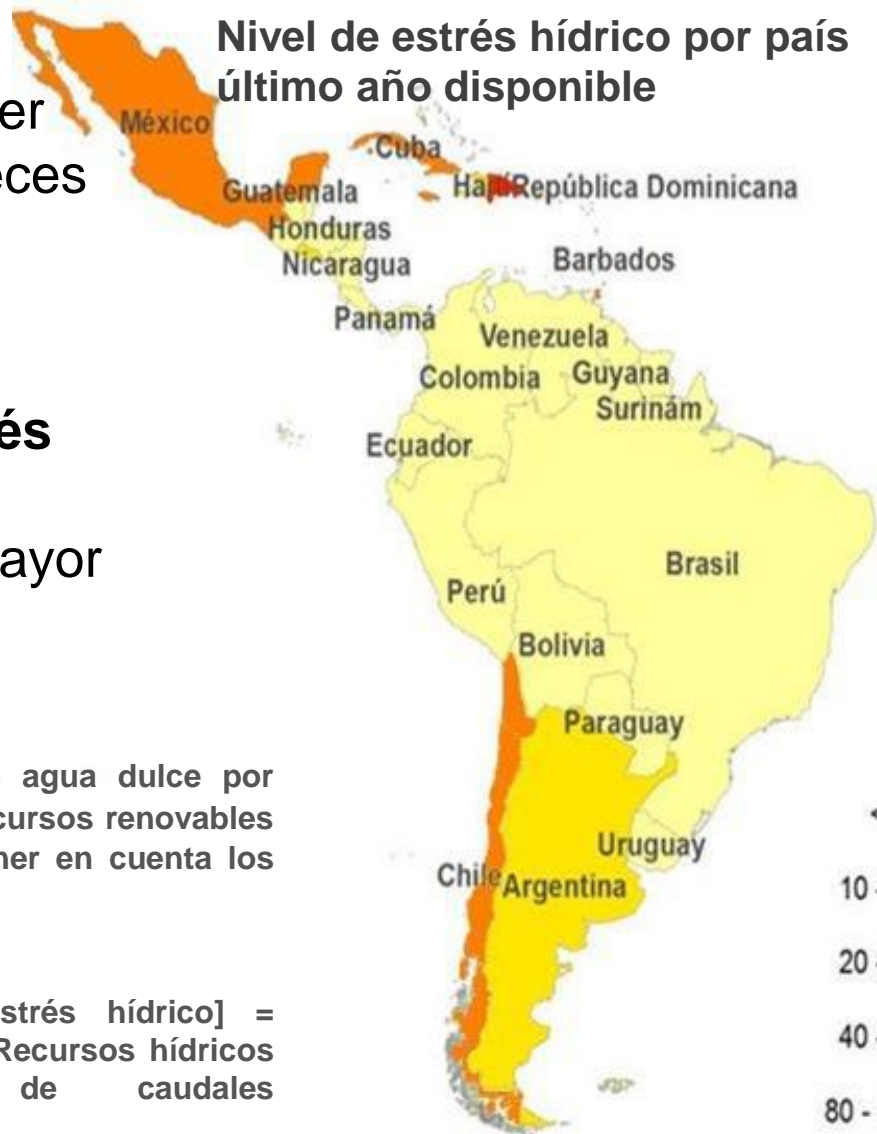 Nivel de estrés hídrico por país
último año disponible
er
eces
México
Cuba
Guatemala
República Dominicana
Honduras
Nicaragua
Barbados
Panamá
Venezuela
Colombia
Guyana
Surinám
és
Ecuador
ayor
Brasil
Perú
Bolivia
Paraguay
agua dulce por
cursos renovables
ner en cuenta los
Uruguay
Chile
Argentina
10
20
strés hídrico] =
Recursos hídricos
40
de caudales
80 -